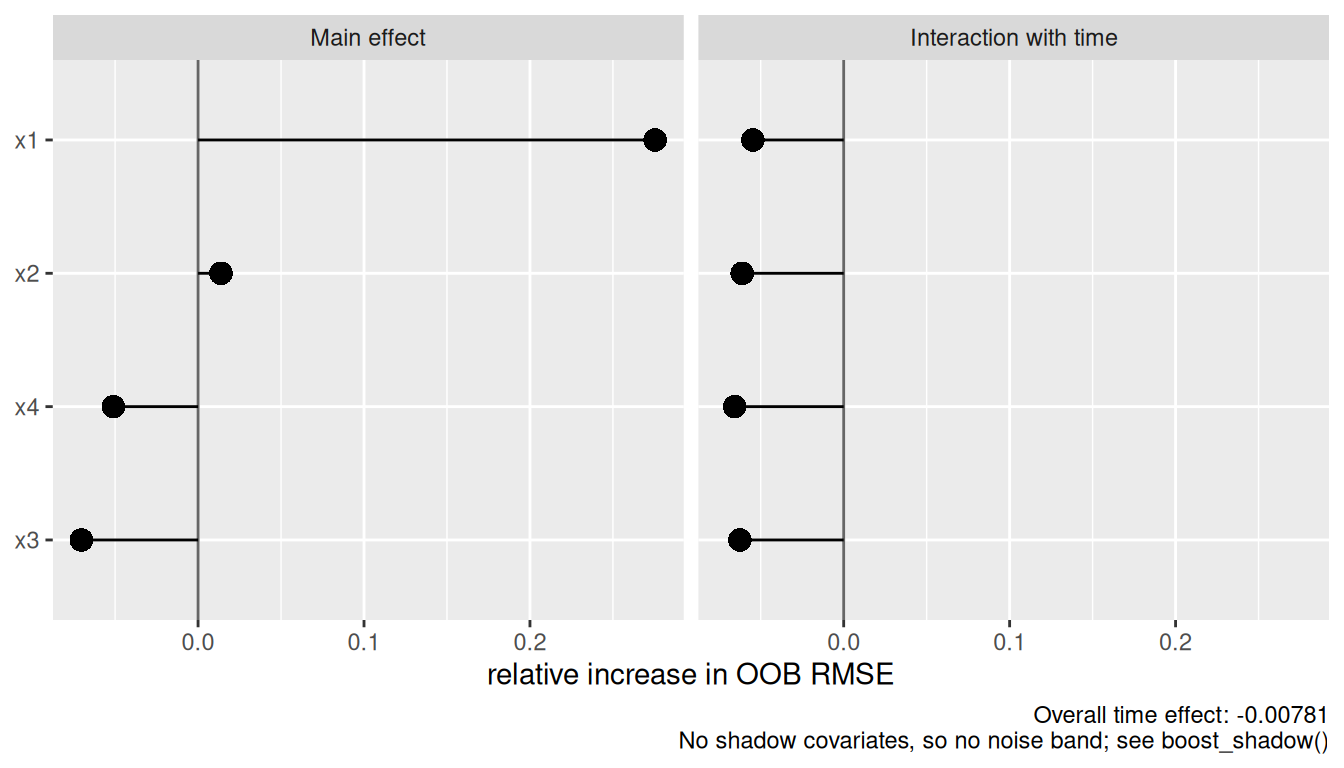 Main effect
Interaction with time
x1
x2
x4
x3
0.0 0.1 0.2
0.0 0.1 0.2
relative increase in OOB RMSE
Overall time effect: -0.00781
No shadow covariates, so no noise band; see boost_shadow()